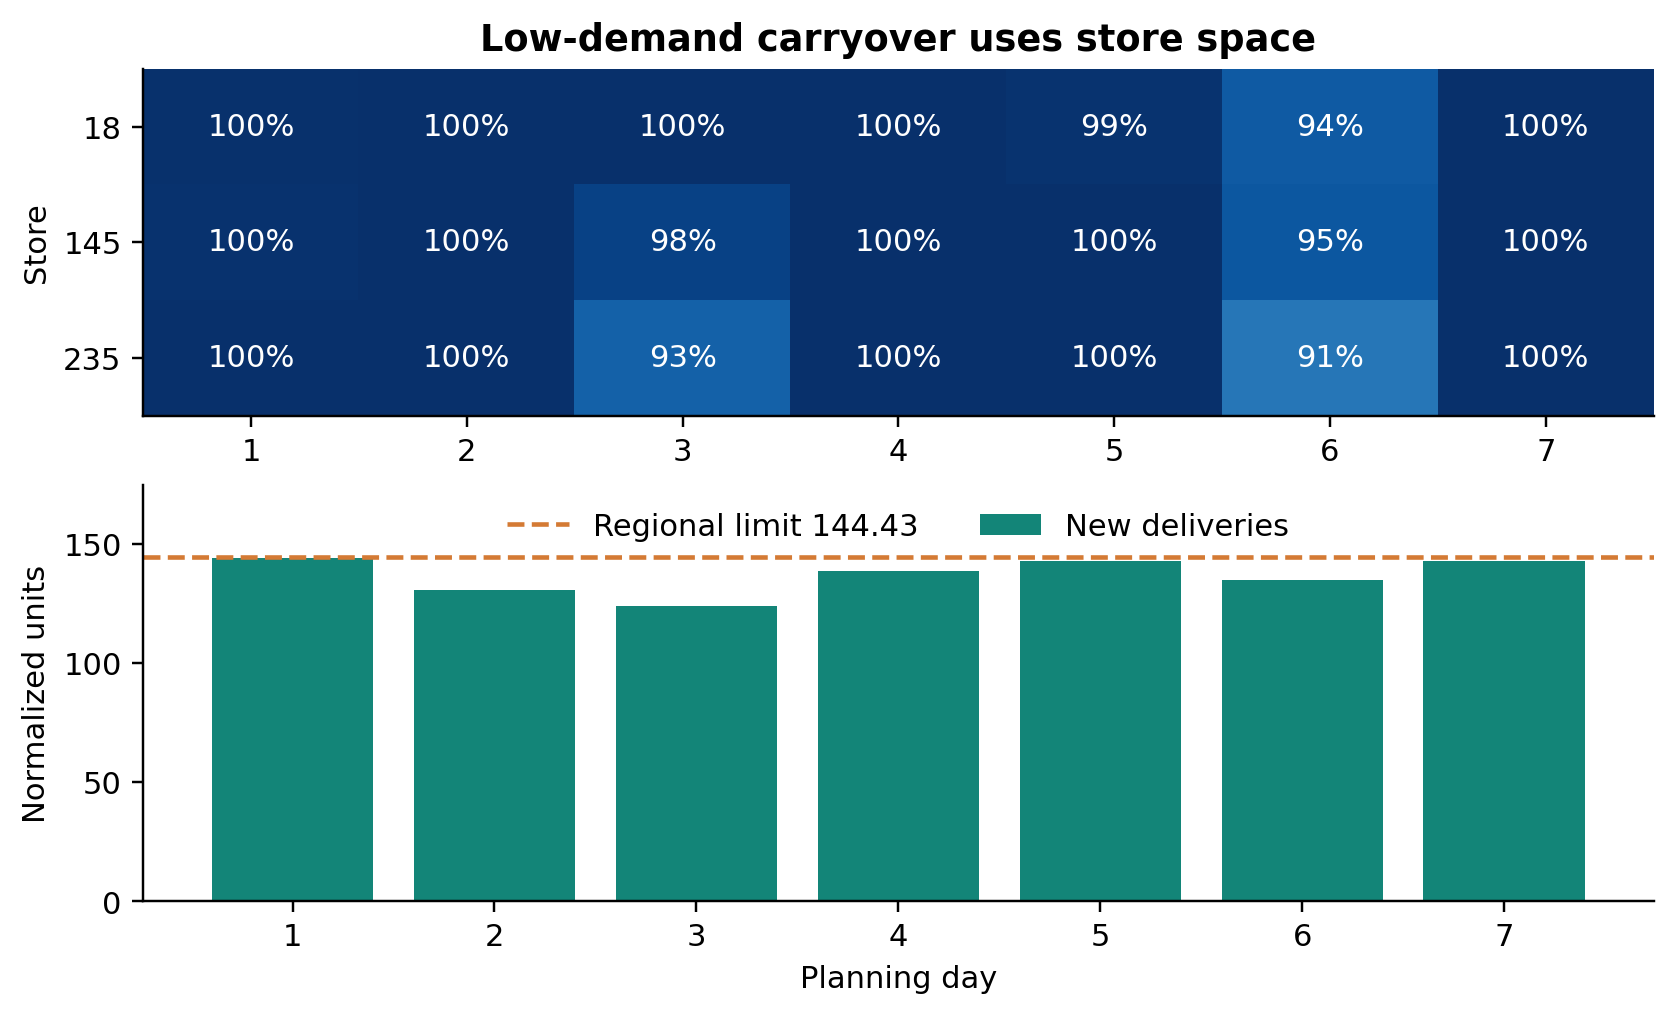 Low-demand carryover uses store space
Store
18 100% 100% 100% 100% 99% 94% 100%
145 100% 100% 98% 100% 100% 95% 100%
235 100% 100% 93% 100% 100% 91% 100%
1 2 3 4 5 6 7
Regional limit 144.43 New deliveries
Normalized units
150
100
50
0
1 2 3 4 5 6 7
Planning day